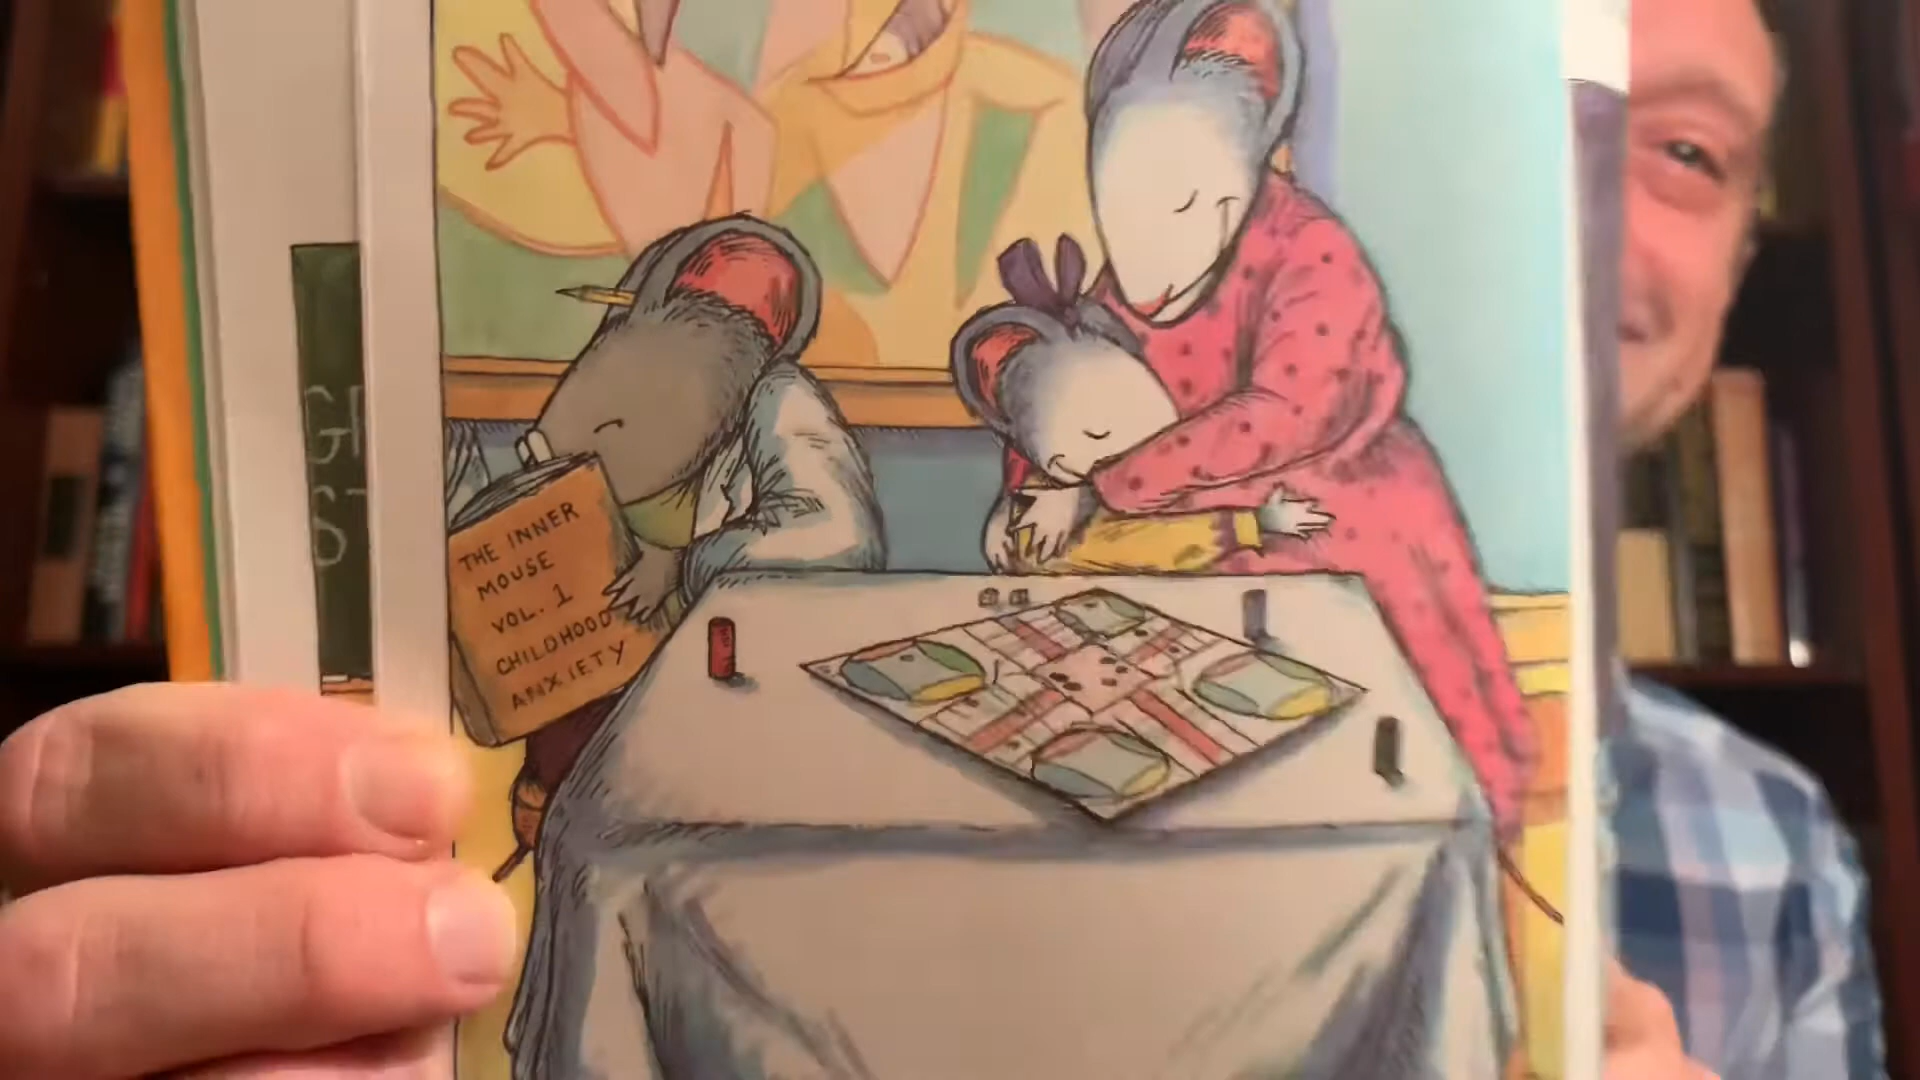 THE INNER
MOUSE
VOL. 1
CHILDHOOD
ANXIETY